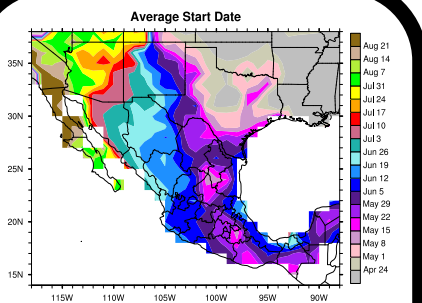 Average Start Date
35N
30N
25N
20N
15N
115W
110W
105W
100W
95W
90W
Aug 21
Aug 14
Aug 7
Jul 31
Jul 24
Jul 17
Jul 10
Jul 3
Jun 26
Jun 19
Jun 12
Jun 5
May 29
May 22
May 15
May 8
May 1
Apr 24